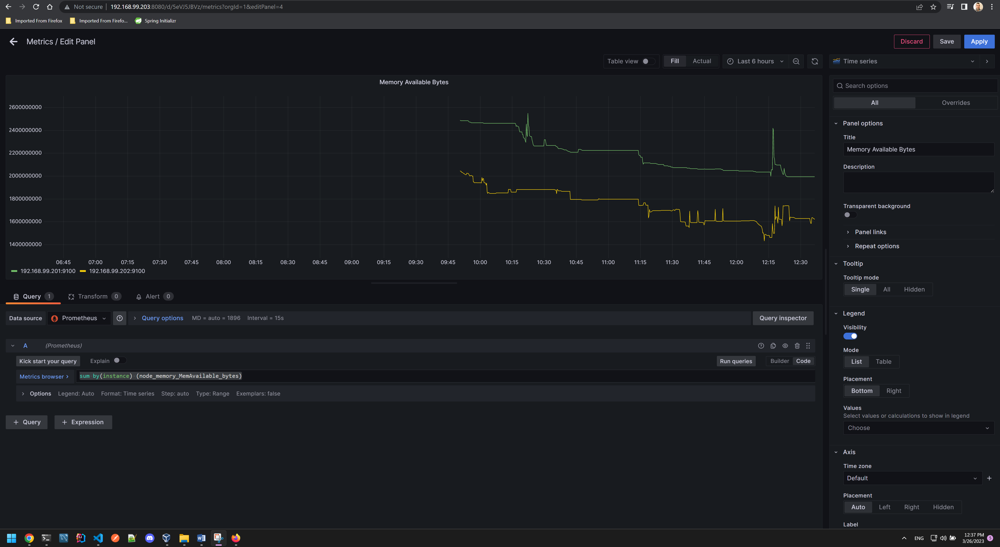 Not secure | 192.168.99.203:8080/d/5eVJ5JBVz/metrics?orgId=1&editPanel=4
Imported From Firefox Imported From Firefo... Spring Initializr
Metrics / Edit Panel Discard Save Apply
Table view Fill Actual Last 6 hours Time series
Memory Available Bytes
2600000000
2400000000
2200000000
2000000000
1800000000
1600000000
1400000000
06:45 07:00 07:15 07:30 07:45 08:00 08:15 08:30 08:45 09:00 09:15 09:30 09:45 10:00 10:15 10:30 10:45 11:00 11:15 11:30 11:45 12:00 12:15 12:30
192.168.99.201:9100 192.168.99.202:9100
Query 1 Transform 0 Alert 0
Data source Prometheus Query options MD = auto = 1896 Interval = 15s Query inspector
A (Prometheus)
Kick start your query Explain Run queries Builder Code
Metrics browser > sum by(instance) (node_memory_MemAvailable_bytes)
Options Legend: Auto Format: Time series Step: auto Type: Range Exemplars: false
+ Query + Expression
Search options
All Overrides
Panel options
Title
Memory Available Bytes
Description
Transparent background
Panel links
Repeat options
Tooltip
Tooltip mode
Single All Hidden
Legend
Visibility
Mode
List Table
Placement
Bottom Right
Values
Select values or calculations to show in legend
Choose
Axis
Time zone
Default
Placement
Auto Left Right Hidden
Label
ENG 12:37 PM
3/26/2023 5